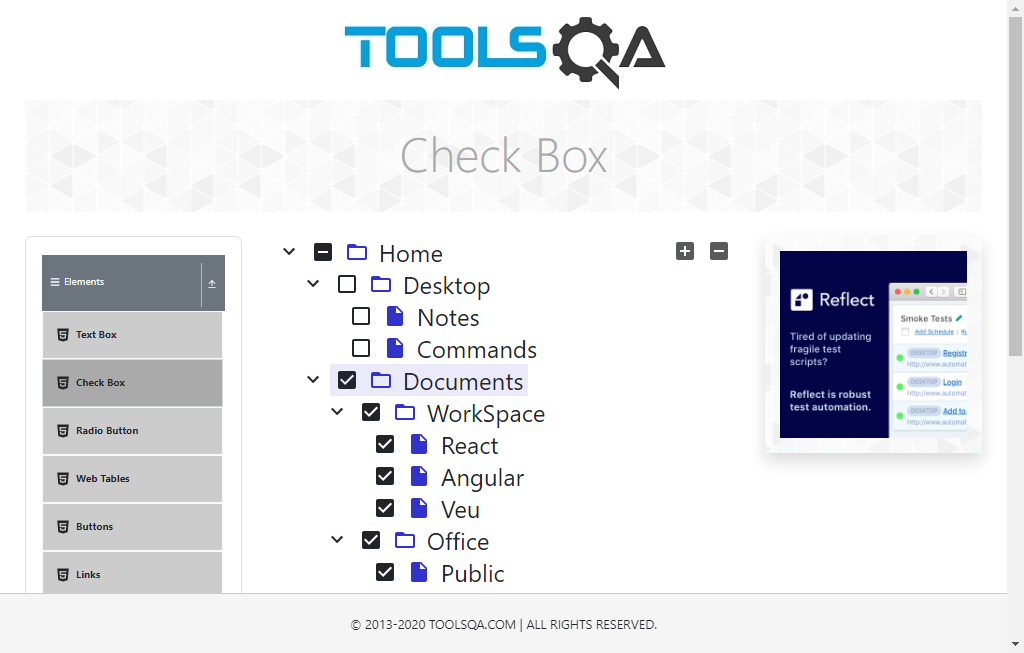 TOOLSQA
Check Box
Elements
Text Box
Check Box
Radio Button
Web Tables
Buttons
Links
Home
Desktop
Notes
Commands
Documents
WorkSpace
React
Angular
Veu
Office
Public
Reflect
Tired of updating
fragile test
scripts?
Reflect is robust
test automation.
Smoke Tests
Add Schedule
DESKTOP Registr
http://www.automat
DESKTOP Login
http://www.automat
DESKTOP Add to
http://www.automat
© 2013-2020 TOOLSQA.COM | ALL RIGHTS RESERVED.